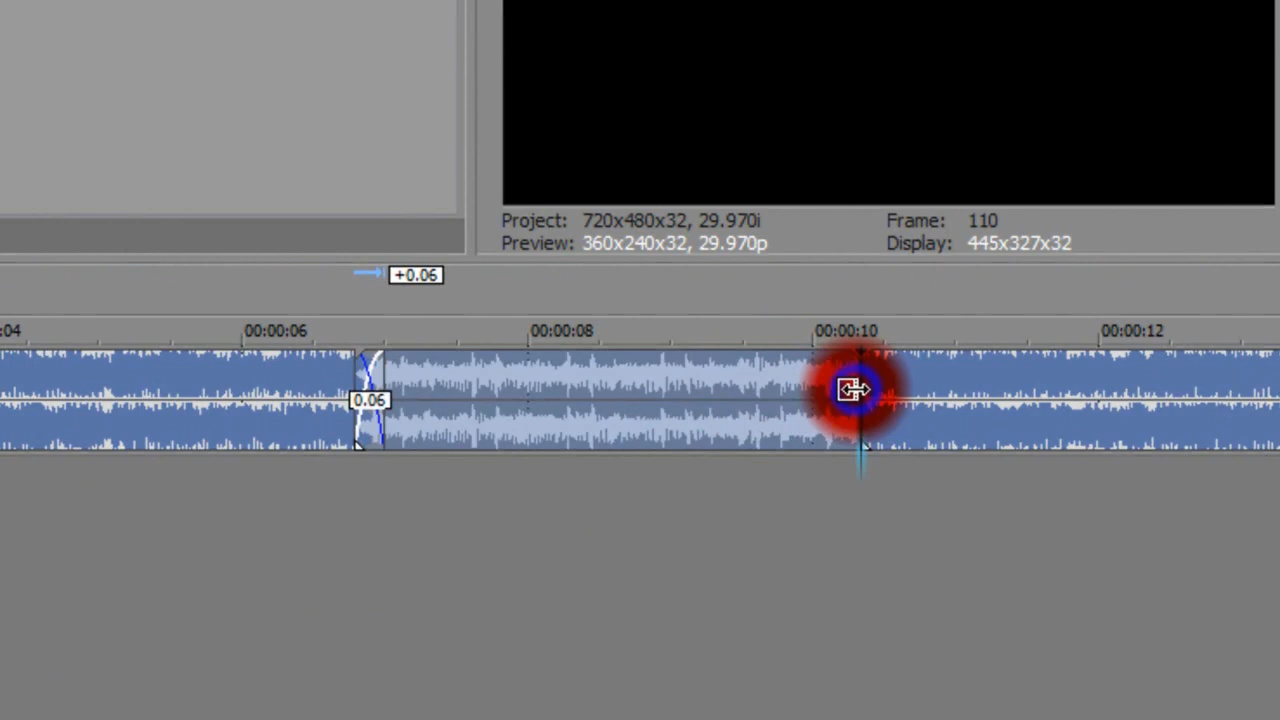 Project: 720x480x32, 29.970i Frame: 110
Preview: 360x240x32, 29.970p Display: 445x327x32
+0.06
:04 00:00:06 00:00:08 00:00:10 00:00:12
0.06